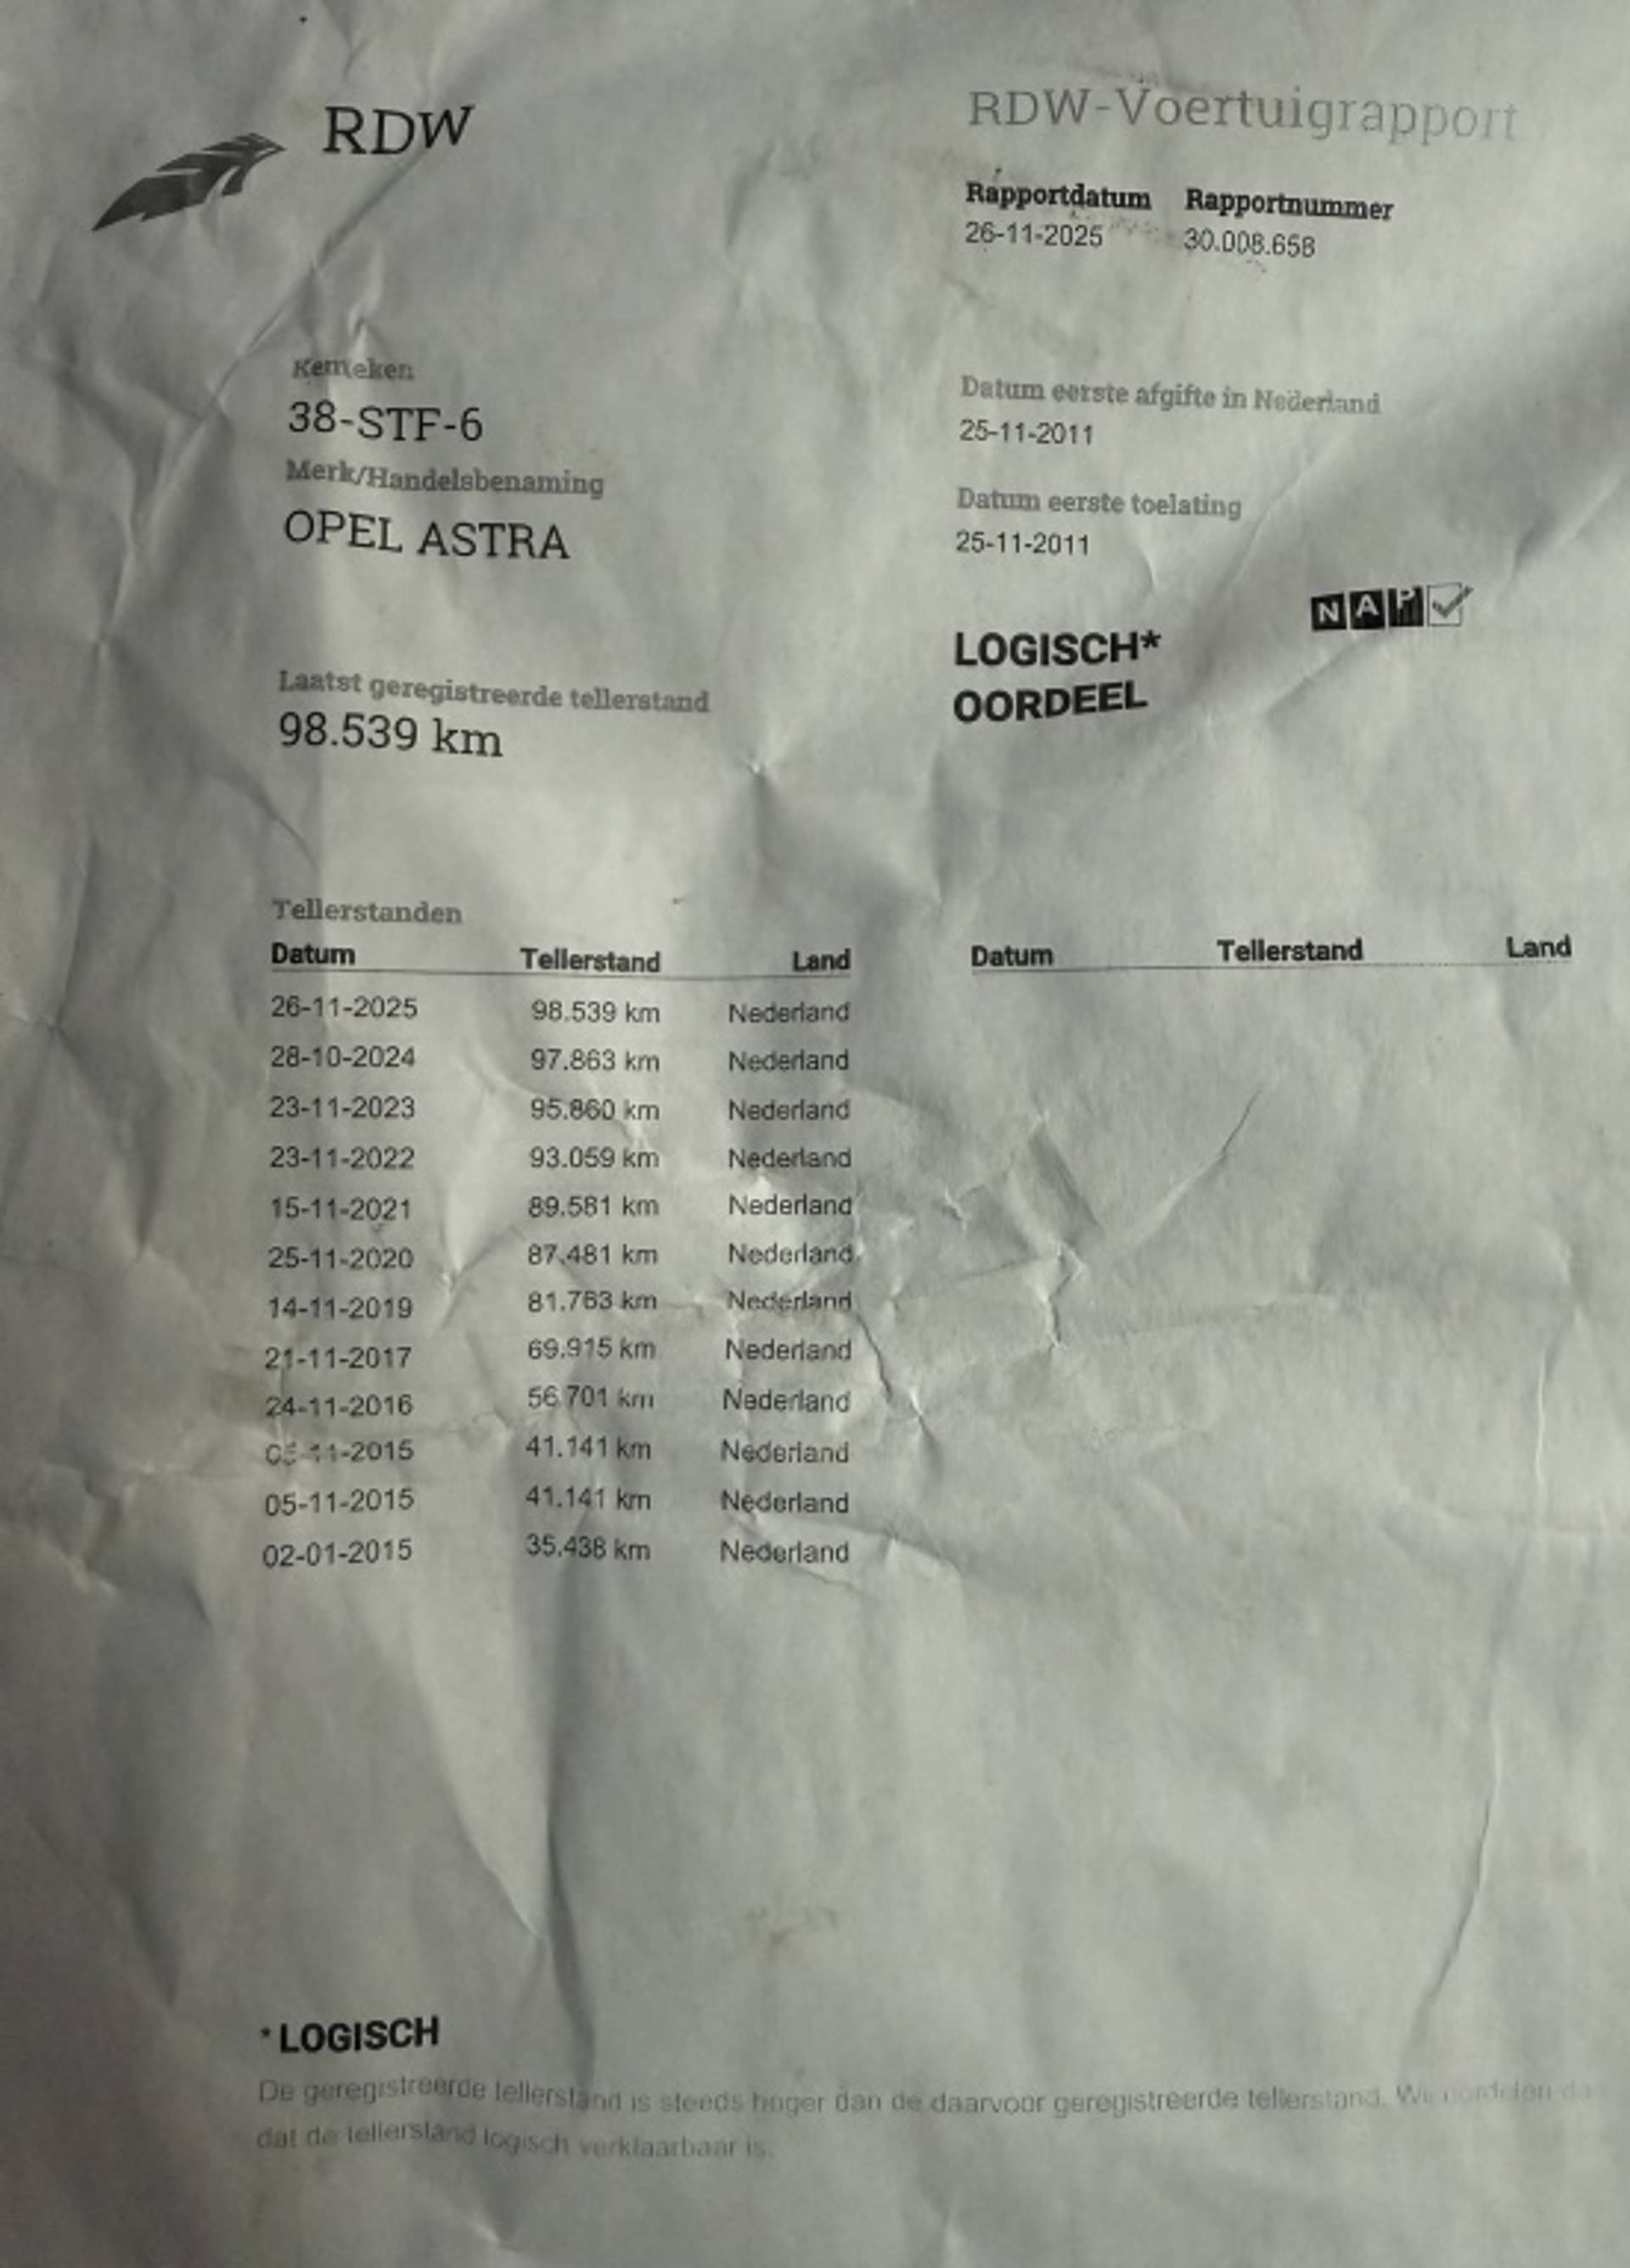 RDW
RDW-Voertuigrapport
Rapportdatum Rapportnummer
26-11-2025 30.008.658
Kenteken
38-STF-6
Merk/Handelsbenaming
OPEL ASTRA
Datum eerste afgifte in Nederland
25-11-2011
Datum eerste toelating
25-11-2011
NAP
LOGISCH*
OORDEEL
Laatst geregistreerde tellerstand
98.539 km
Tellerstanden
Datum Tellerstand Land
26-11-2025 98.539 km Nederland
28-10-2024 97.863 km Nederland
23-11-2023 95.860 km Nederland
23-11-2022 93.059 km Nederland
15-11-2021 89.581 km Nederland
25-11-2020 87.481 km Nederland
14-11-2019 81.763 km Nederland
21-11-2017 69.915 km Nederland
24-11-2016 56.701 km Nederland
41.141 km Nederland
05-11-2015 41.141 km Nederland
02-01-2015 35.438 km Nederland
Datum Tellerstand Land
* LOGISCH
De geregistreerde tellerstand is steeds hoger dan de daarvoor geregistreerde tellerstand. Wij oordelen
dat de tellerstand logisch verklaarbaar is.